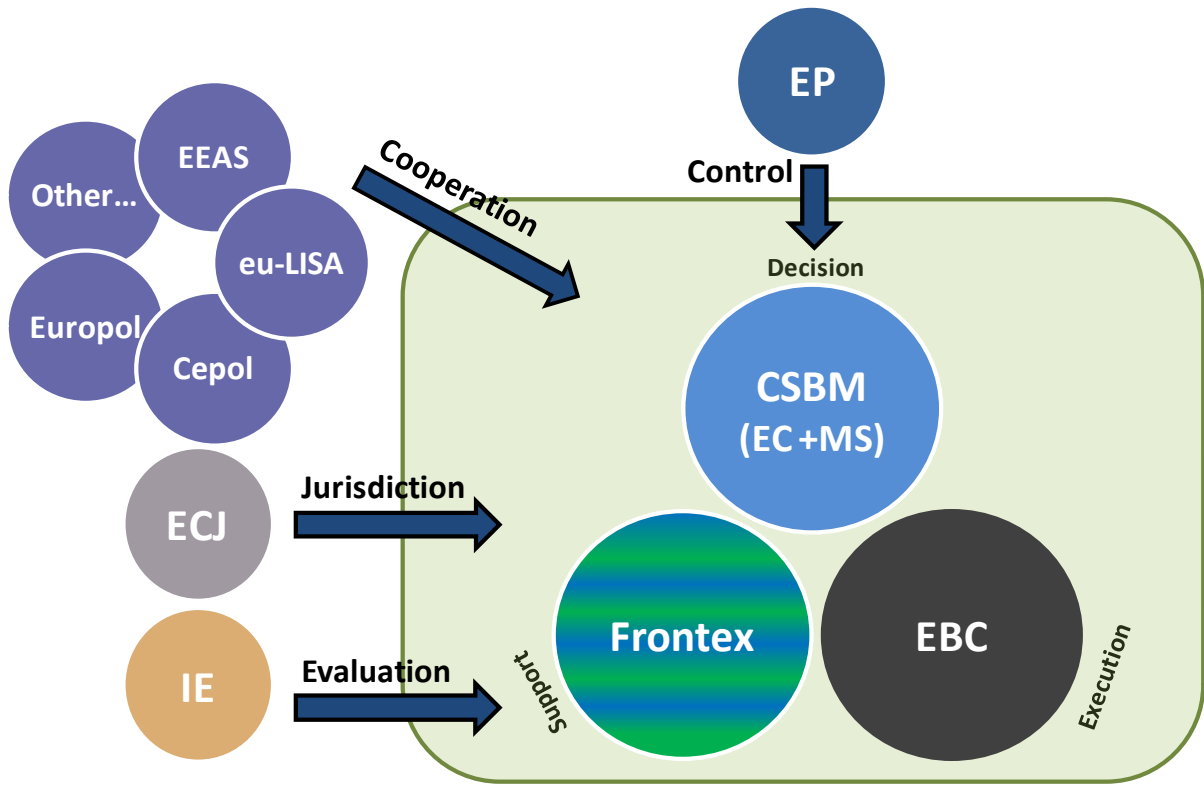 EP
Control
EEAS
Other...
Cooperation
eu-LISA
Europol
Cepol
Decision
CSBM
(EC +MS)
Jurisdiction
ECJ
Frontex
EBC
Support
Execution
Evaluation
IE